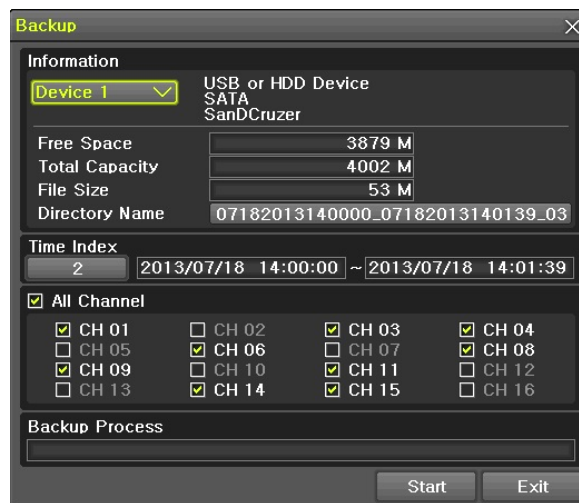 Backup
Information
Device 1
USB or HDD Device
SATA
SanDCruzer
Free Space 3879 M
Total Capacity 4002 M
File Size 53 M
Directory Name 07182013140000_07182013140139_03
Time Index
2 2013/07/18 14:00:00 ~ 2013/07/18 14:01:39
All Channel
CH 01 CH 02 CH 03 CH 04
CH 05 CH 06 CH 07 CH 08
CH 09 CH 10 CH 11 CH 12
CH 13 CH 14 CH 15 CH 16
Backup Process
Start Exit